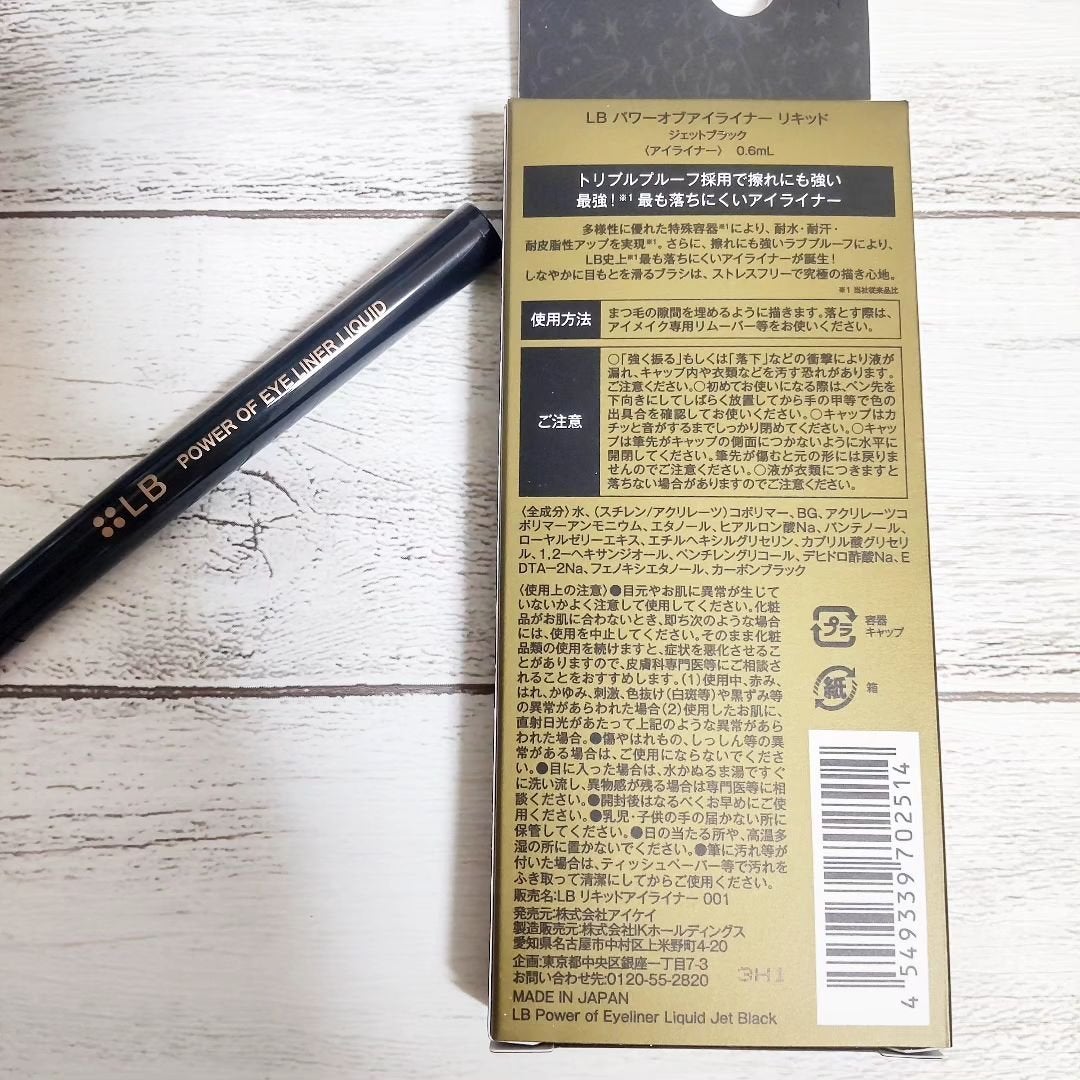 LB POWER OF EYE LINER LIQUID
LB パワーオブアイライナー リキッド
ジェットブラック
〈アイライナー〉 0.6mL
トリプルプルーフ採用で擦れにも強い
最強!※1 最も落ちにくいアイライナー
多様性に優れた特殊容器※1により、耐水・耐汗・
耐皮脂性アップを実現※1。さらに、擦れにも強いラブプルーフにより、
LB史上※1最も落ちにくいアイライナーが誕生!
しなやかに目もとを滑るブラシは、ストレスフリーで究極の描き心地。
※1 当社従来品比
使用方法
まつ毛の隙間を埋めるように描きます。落とす際は、
アイメイク専用リムーバー等をお使いください。
ご注意
○「強く振る」もしくは「落下」などの衝撃により液が
漏れ、キャップ内や衣類などを汚す恐れがあります。
ご注意ください。○初めてお使いになる際は、ペン先を
下向きにしてしばらく放置してから手の甲等で色の
出具合を確認してお使いください。○キャップはカ
チッと音がするまでしっかり閉めてください。○キャッ
プは筆先がキャップの側面につかないように水平に
開閉してください。筆先が傷むと元の形には戻りま
せんのでご注意ください。○液が衣類につきますと
落ちない場合がありますのでご注意ください。
〈全成分〉水、(スチレン/アクリレーツ)コポリマー、BG、アクリレーツコ
ポリマーアンモニウム、エタノール、ヒアルロン酸Na、パンテノール、
ローヤルゼリーエキス、エチルヘキシルグリセリン、カプリル酸グリセリ
ル、1,2-ヘキサンジオール、ペンチレングリコール、デヒドロ酢酸Na、E
DTA-2Na、フェノキシエタノール、カーボンブラック
〈使用上の注意〉●目元やお肌に異常が生じて
いないかよく注意して使用してください。化粧
品がお肌に合わないとき、即ち次のような場合
には、使用を中止してください。そのまま化粧
品類の使用を続けますと、症状を悪化させるこ
とがありますので、皮膚科専門医等にご相談さ
れることをおすすめします。(1)使用中、赤み、
はれ、かゆみ、刺激、色抜け(白斑等)や黒ずみ等
の異常があらわれた場合(2)使用したお肌に、
直射日光があたって上記のような異常があら
われた場合。●傷やはれもの、しっしん等の異
常がある場合は、ご使用にならないでくださ
い。●目に入った場合は、水かぬるま湯ですぐ
に洗い流し、異物感が残る場合は専門医等に相
談ください。●開封後はなるべくお早めにご使
用ください。●乳児・子供の手の届かない所に
保管してください。●日の当たる所や、高温多
湿の所に置かないでください。●筆に汚れ等が
付いた場合は、ティッシュペーパー等で汚れを
ふき取って清潔にしてからご使用ください。
販売名:LB リキッドアイライナー 001
発売元:株式会社アイケイ
製造販売元:株式会社IKホールディングス
愛知県名古屋市中村区上米野町4-20
企画:東京都中央区銀座一丁目7-3
お問い合わせ先:0120-55-2820
MADE IN JAPAN
LB Power of Eyeliner Liquid Jet Black
3H1
プラ
容器
キャップ
紙
箱
4 549339 702514